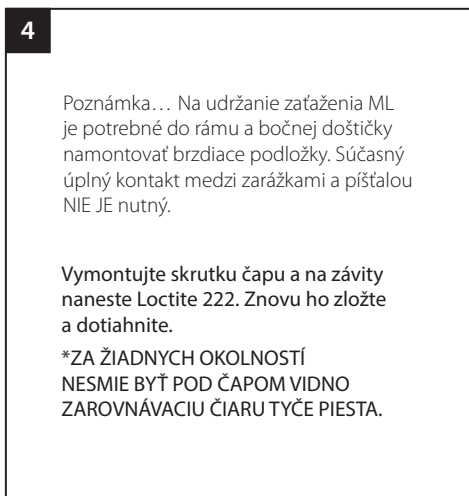 4
Poznámka… Na udržanie zaťaženia ML
je potrebné do rámu a bočnej doštičky
namontovať brzdiace podložky. Súčasný
úplný kontakt medzi zarážkami a píšťalou
NIE JE nutný.
Vymontujte skrutku čapu a na závity
naneste Loctite 222. Znovu ho zložte
a dotiahnite.
*ZA ŽIADNYCH OKOLNOSTÍ
NESMIE BYŤ POD ČAPOM VIDNO
ZAROVNÁVACIU ČIARU TYČE PIESTA.